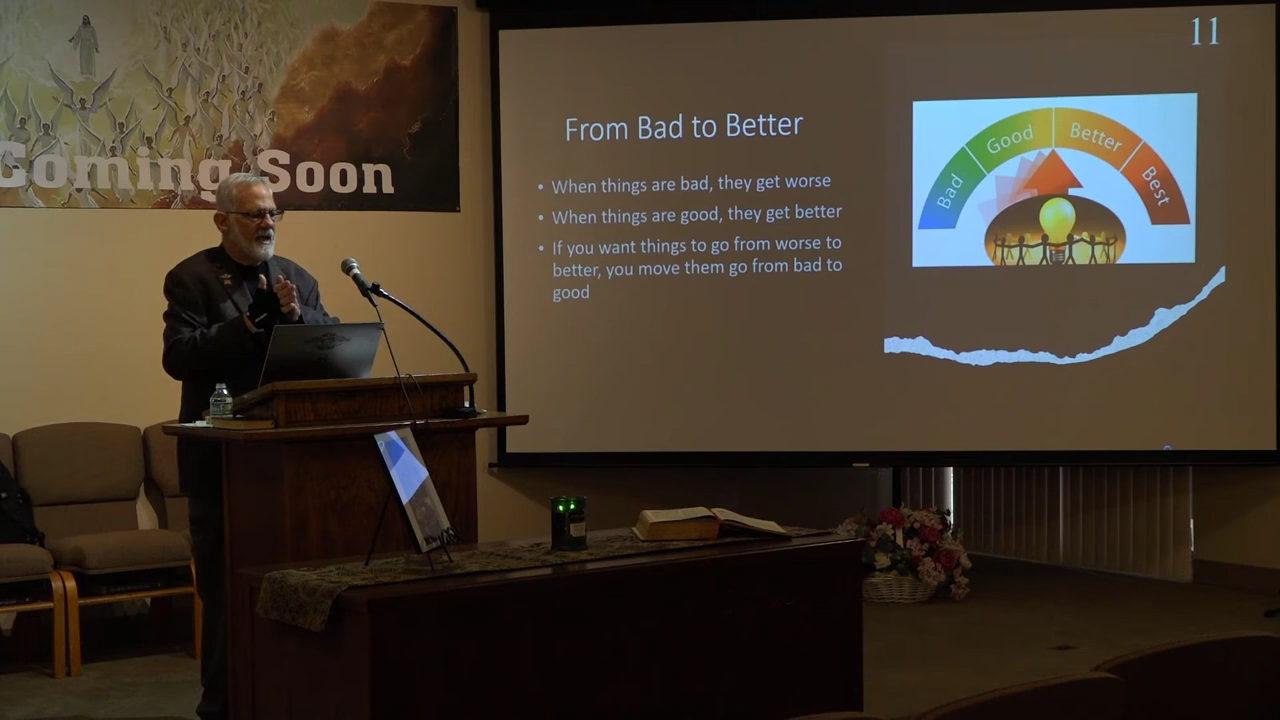 Coming Soon
11
From Bad to Better
• When things are bad, they get worse
• When things are good, they get better
• If you want things to go from worse to
better, you move them go from bad to
good
Bad
Good
Better
Best